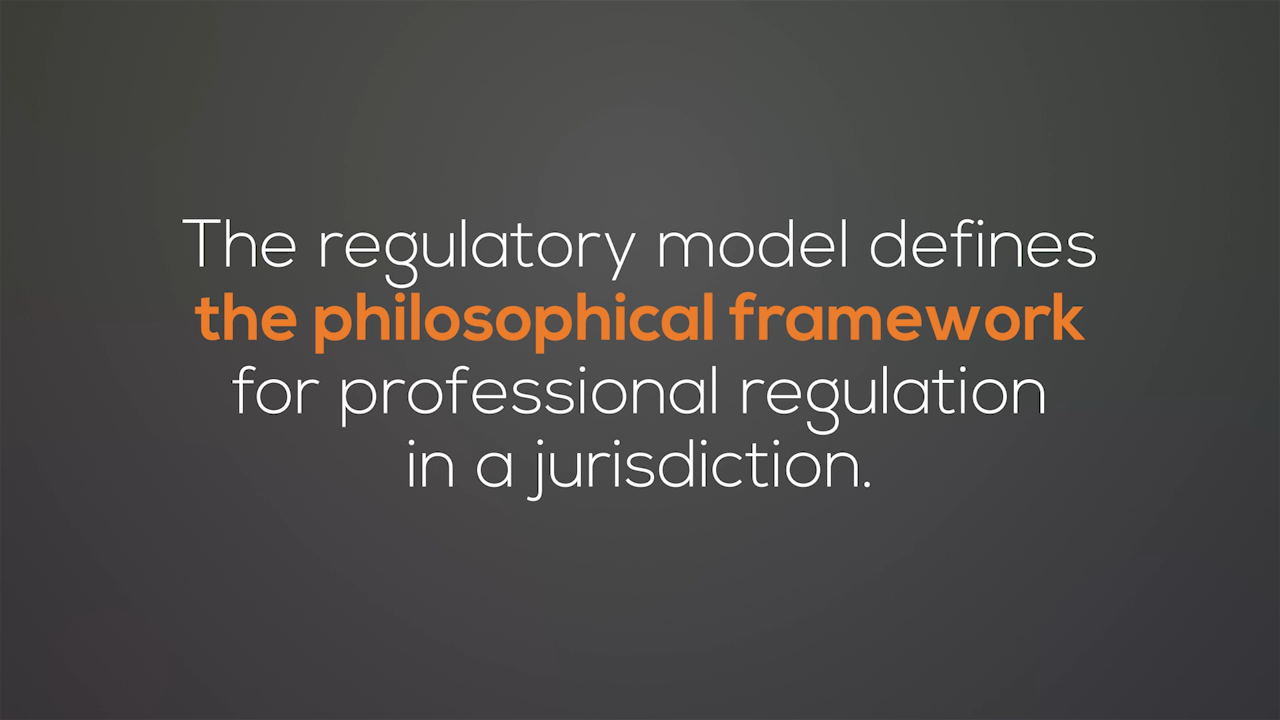 The regulatory model defines
the philosophical framework
for professional regulation
in a jurisdiction.